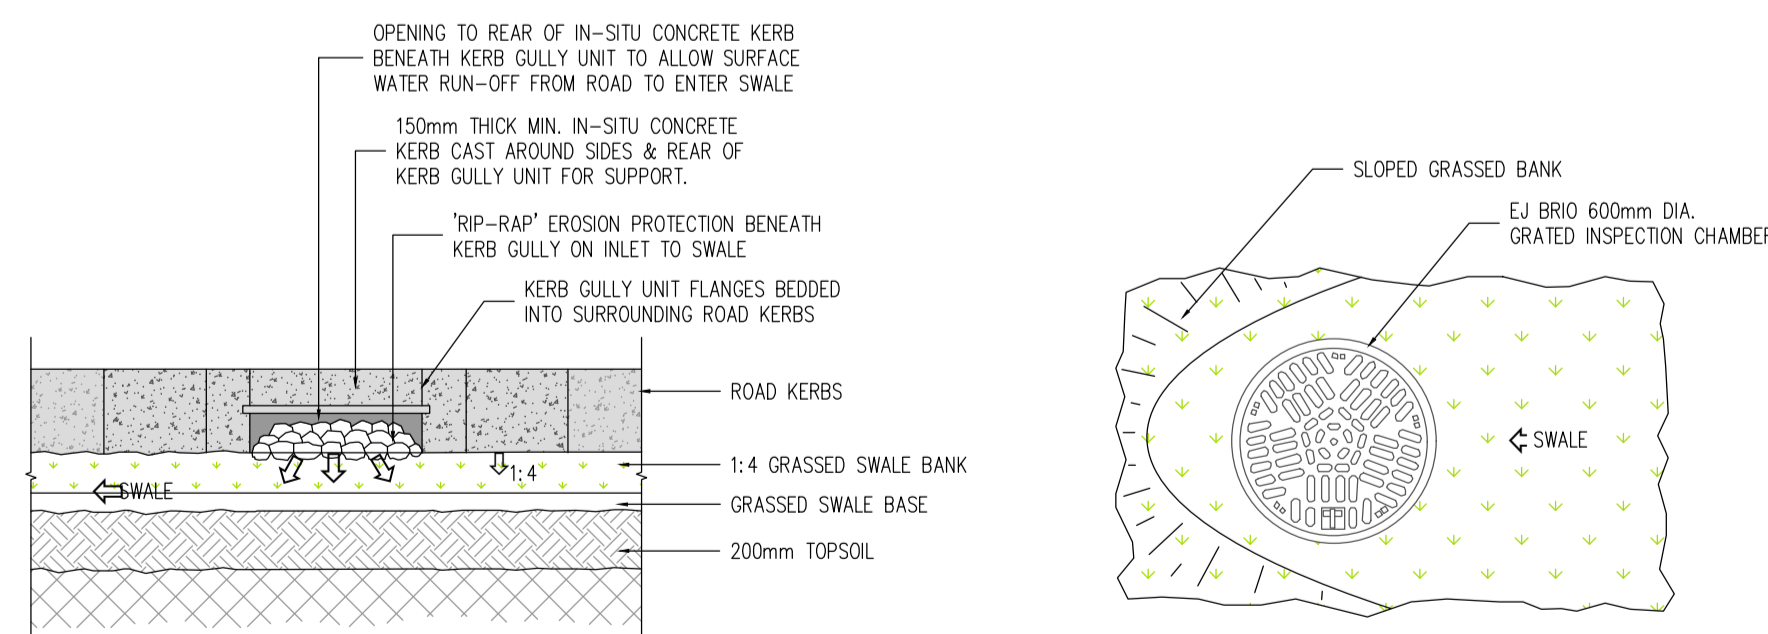 OPENING TO REAR OF IN-SITU CONCRETE KERB
BENEATH KERB GULLY UNIT TO ALLOW SURFACE
WATER RUN-OFF FROM ROAD TO ENTER SWALE
150mm THICK MIN. IN-SITU CONCRETE
KERB CAST AROUND SIDES & REAR OF
KERB GULLY UNIT FOR SUPPORT.
'RIP-RAP' EROSION PROTECTION BENEATH
KERB GULLY ON INLET TO SWALE
KERB GULLY UNIT FLANGES BEDDED
INTO SURROUNDING ROAD KERBS
ROAD KERBS
1:4 GRASSED SWALE BANK
1:4
SWALE
GRASSED SWALE BASE
200mm TOPSOIL
SLOPED GRASSED BANK
EJ BRIO 600mm DIA.
GRATED INSPECTION CHAMBER
SWALE